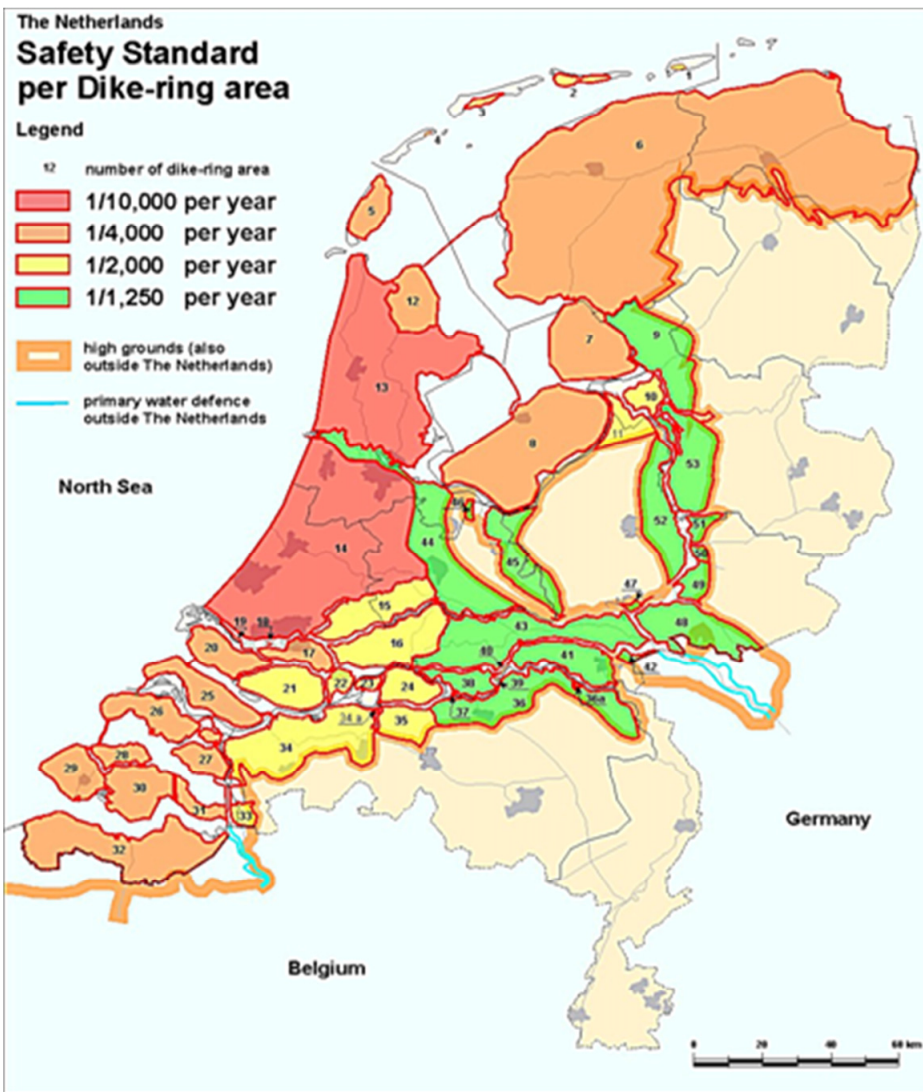 The Netherlands
Safety Standard
per Dike-ring area
Legend
12 number of dike-ring area
1/10,000 per year
1/4,000 per year
1/2,000 per year
1/1,250 per year
high grounds (also
outside The Netherlands)
primary water defence
outside The Netherlands
North Sea
Germany
Belgium
1
2
3
4
5
6
12
7
9
13
10
11
8
53
46
52
51
44
14
45
50
49
47
15
48
19 18
43
16
20
17
40
41
42
25
21
22
23
24
38
39
36a
26
37
36
34 a
35
34
28
27
29
30
31
33
32
0 20 40 60 km